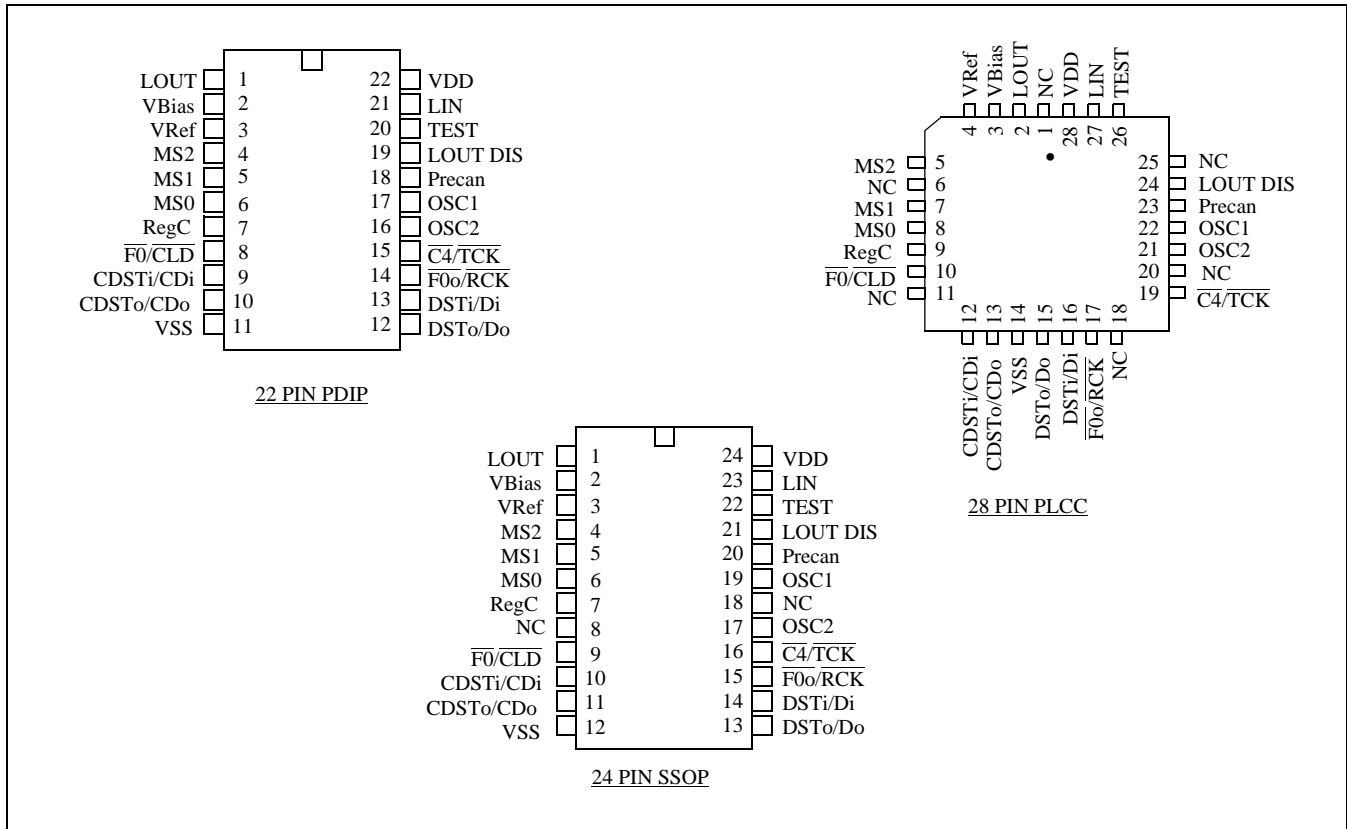 LOUT 1 22 VDD
VBias 2 21 LIN
VRef 3 20 TEST
MS2 4 19 LOUT DIS
MS1 5 18 Precan
MS0 6 17 OSC1
RegC 7 16 OSC2
F0/CLD 8 15 C4/TCK
CDSTi/CDi 9 14 F0o/RCK
CDSTo/CDo 10 13 DSTi/Di
VSS 11 12 DSTo/Do
22 PIN PDIP
VRef VBias LOUT NC VDD LIN TEST
4 3 2 1 28 27 26
MS2 5 25 NC
NC 6 24 LOUT DIS
MS1 7 23 Precan
MS0 8 22 OSC1
RegC 9 21 OSC2
F0/CLD 10 20 NC
NC 11 19 C4/TCK
12 13 14 15 16 17 18
CDSTi/CDi CDSTo/CDo VSS DSTo/Do DSTi/Di F0o/RCK NC
28 PIN PLCC
LOUT 1 24 VDD
VBias 2 23 LIN
VRef 3 22 TEST
MS2 4 21 LOUT DIS
MS1 5 20 Precan
MS0 6 19 OSC1
RegC 7 18 NC
NC 8 17 OSC2
F0/CLD 9 16 C4/TCK
CDSTi/CDi 10 15 F0o/RCK
CDSTo/CDo 11 14 DSTi/Di
VSS 12 13 DSTo/Do
24 PIN SSOP